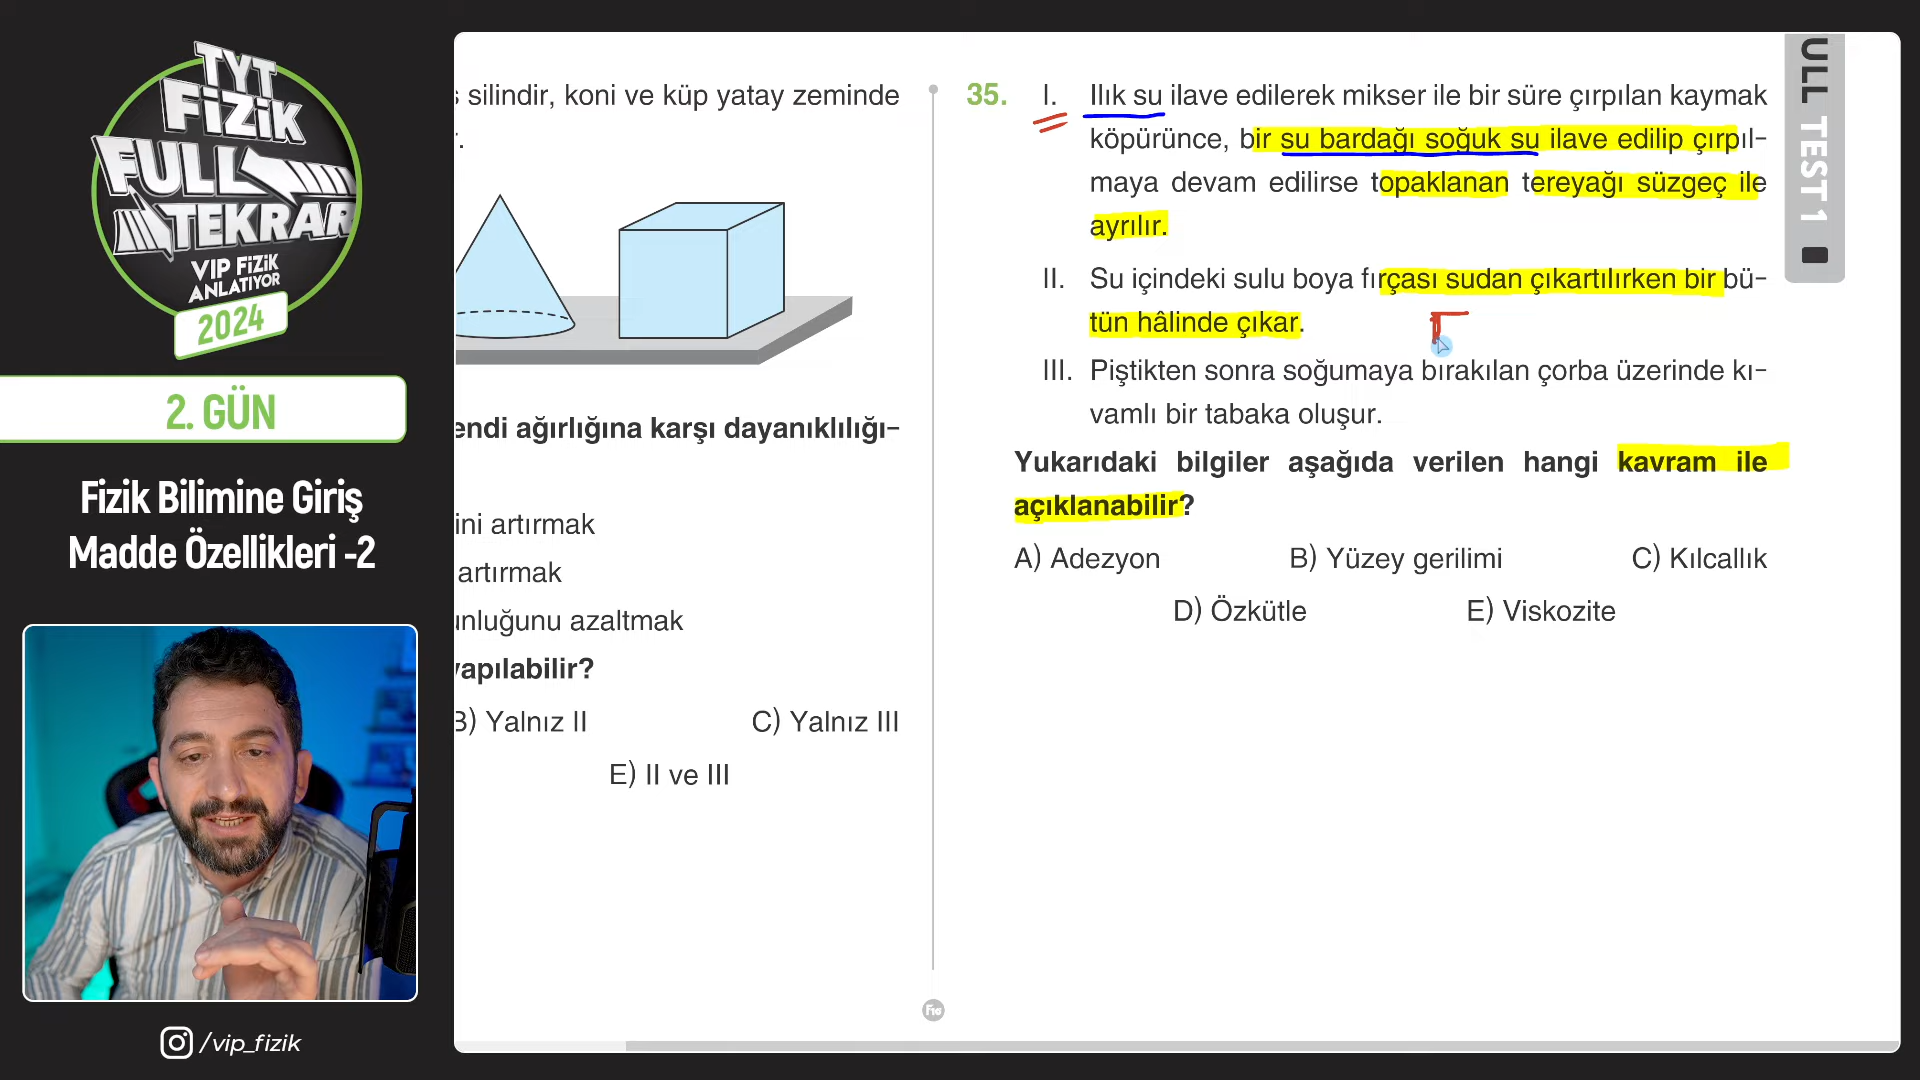 TYT
FİZİK
FULL
TEKRAR
VIP FİZİK
ANLATIYOR
2024
2. GÜN
Fizik Bilimine Giriş
Madde Özellikleri -2
/vip_fizik
silindir, koni ve küp yatay zeminde
endi ağırlığına karşı dayanıklılığı-
ini artırmak
artırmak
unluğunu azaltmak
yapılabilir?
B) Yalnız II C) Yalnız III
E) II ve III
35. I. Ilık su ilave edilerek mikser ile bir süre çırpılan kaymak
köpürünce, bir su bardağı soğuk su ilave edilip çırpıl-
maya devam edilirse topaklanan tereyağı süzgeç ile
ayrılır.
II. Su içindeki sulu boya fırçası sudan çıkartılırken bir bü-
tün hâlinde çıkar.
III. Piştikten sonra soğumaya bırakılan çorba üzerinde kı-
vamlı bir tabaka oluşur.
Yukarıdaki bilgiler aşağıda verilen hangi kavram ile
açıklanabilir?
A) Adezyon B) Yüzey gerilimi C) Kılcallık
D) Özkütle E) Viskozite
ULL TEST 1